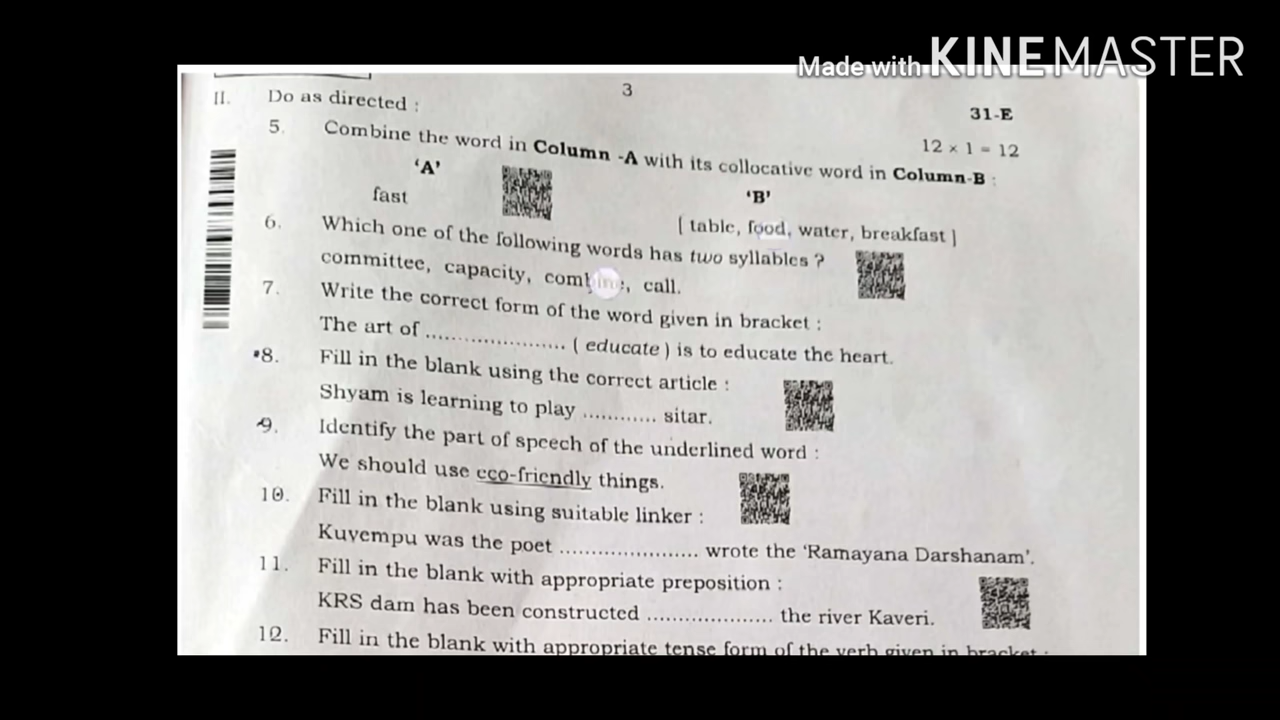 Made with KINEMASTER
3
31-E
II. Do as directed :
12 × 1 = 12
5. Combine the word in Column -A with its collocative word in Column-B :
‘A’
‘B’
fast
[ table, food, water, breakfast ]
6. Which one of the following words has two syllables ?
committee, capacity, combine, call.
7. Write the correct form of the word given in bracket :
The art of ...................... ( educate ) is to educate the heart.
8. Fill in the blank using the correct article :
Shyam is learning to play ............ sitar.
9. Identify the part of speech of the underlined word :
We should use eco-friendly things.
10. Fill in the blank using suitable linker :
Kuvempu was the poet ...................... wrote the ‘Ramayana Darshanam’.
11. Fill in the blank with appropriate preposition :
KRS dam has been constructed .................... the river Kaveri.
12. Fill in the blank with appropriate tense form of the verb given in bracket :